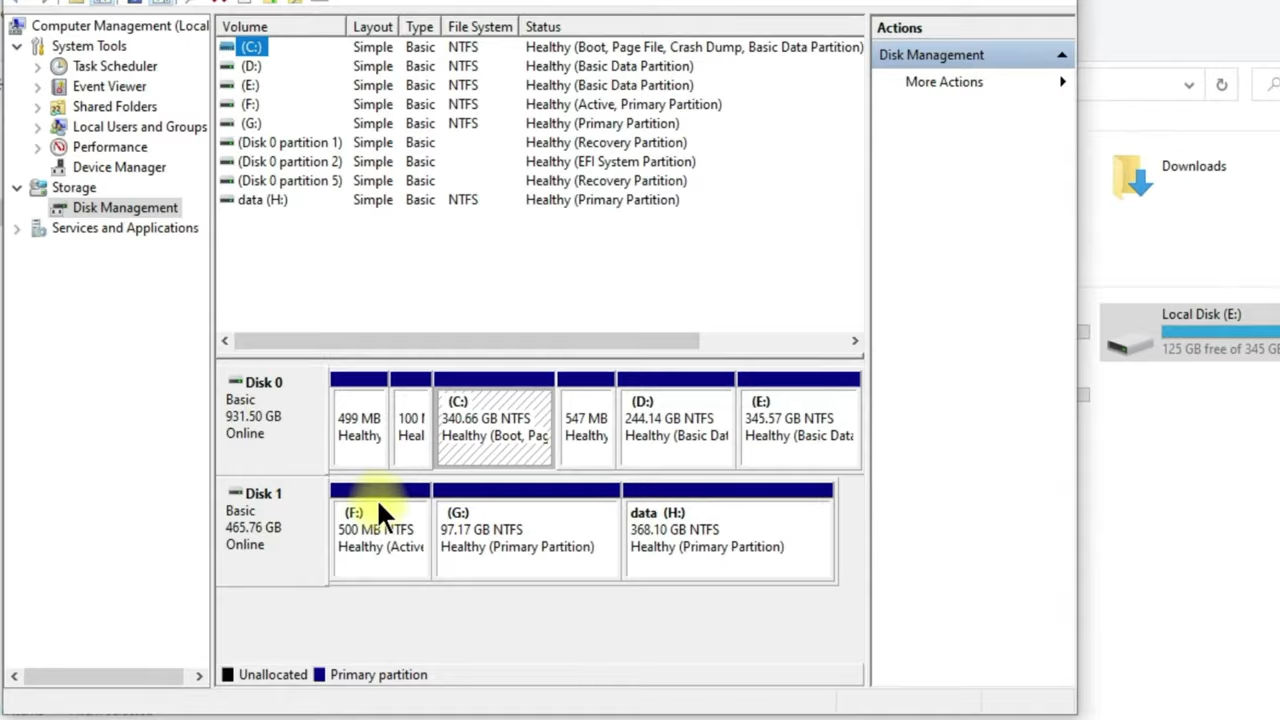 Computer Management (Local
System Tools
Task Scheduler
Event Viewer
Shared Folders
Local Users and Groups
Performance
Device Manager
Storage
Disk Management
Services and Applications
Volume Layout Type File System Status
(C:) Simple Basic NTFS Healthy (Boot, Page File, Crash Dump, Basic Data Partition)
(D:) Simple Basic NTFS Healthy (Basic Data Partition)
(E:) Simple Basic NTFS Healthy (Basic Data Partition)
(F:) Simple Basic NTFS Healthy (Active, Primary Partition)
(G:) Simple Basic NTFS Healthy (Primary Partition)
(Disk 0 partition 1) Simple Basic Healthy (Recovery Partition)
(Disk 0 partition 2) Simple Basic Healthy (EFI System Partition)
(Disk 0 partition 5) Simple Basic Healthy (Recovery Partition)
data (H:) Simple Basic NTFS Healthy (Primary Partition)
Disk 0
Basic
931.50 GB
Online
499 MB
Healthy
100
Heal
(C:)
340.66 GB NTFS
Healthy (Boot, Pag
547 MB
Healthy
(D:)
244.14 GB NTFS
Healthy (Basic Dat
(E:)
345.57 GB NTFS
Healthy (Basic Data
Disk 1
Basic
465.76 GB
Online
(F:)
500 MB NTFS
Healthy (Active
(G:)
97.17 GB NTFS
Healthy (Primary Partition)
data (H:)
368.10 GB NTFS
Healthy (Primary Partition)
Unallocated Primary partition
Actions
Disk Management
More Actions
Downloads
Local Disk (E:)
125 GB free of 345 GB